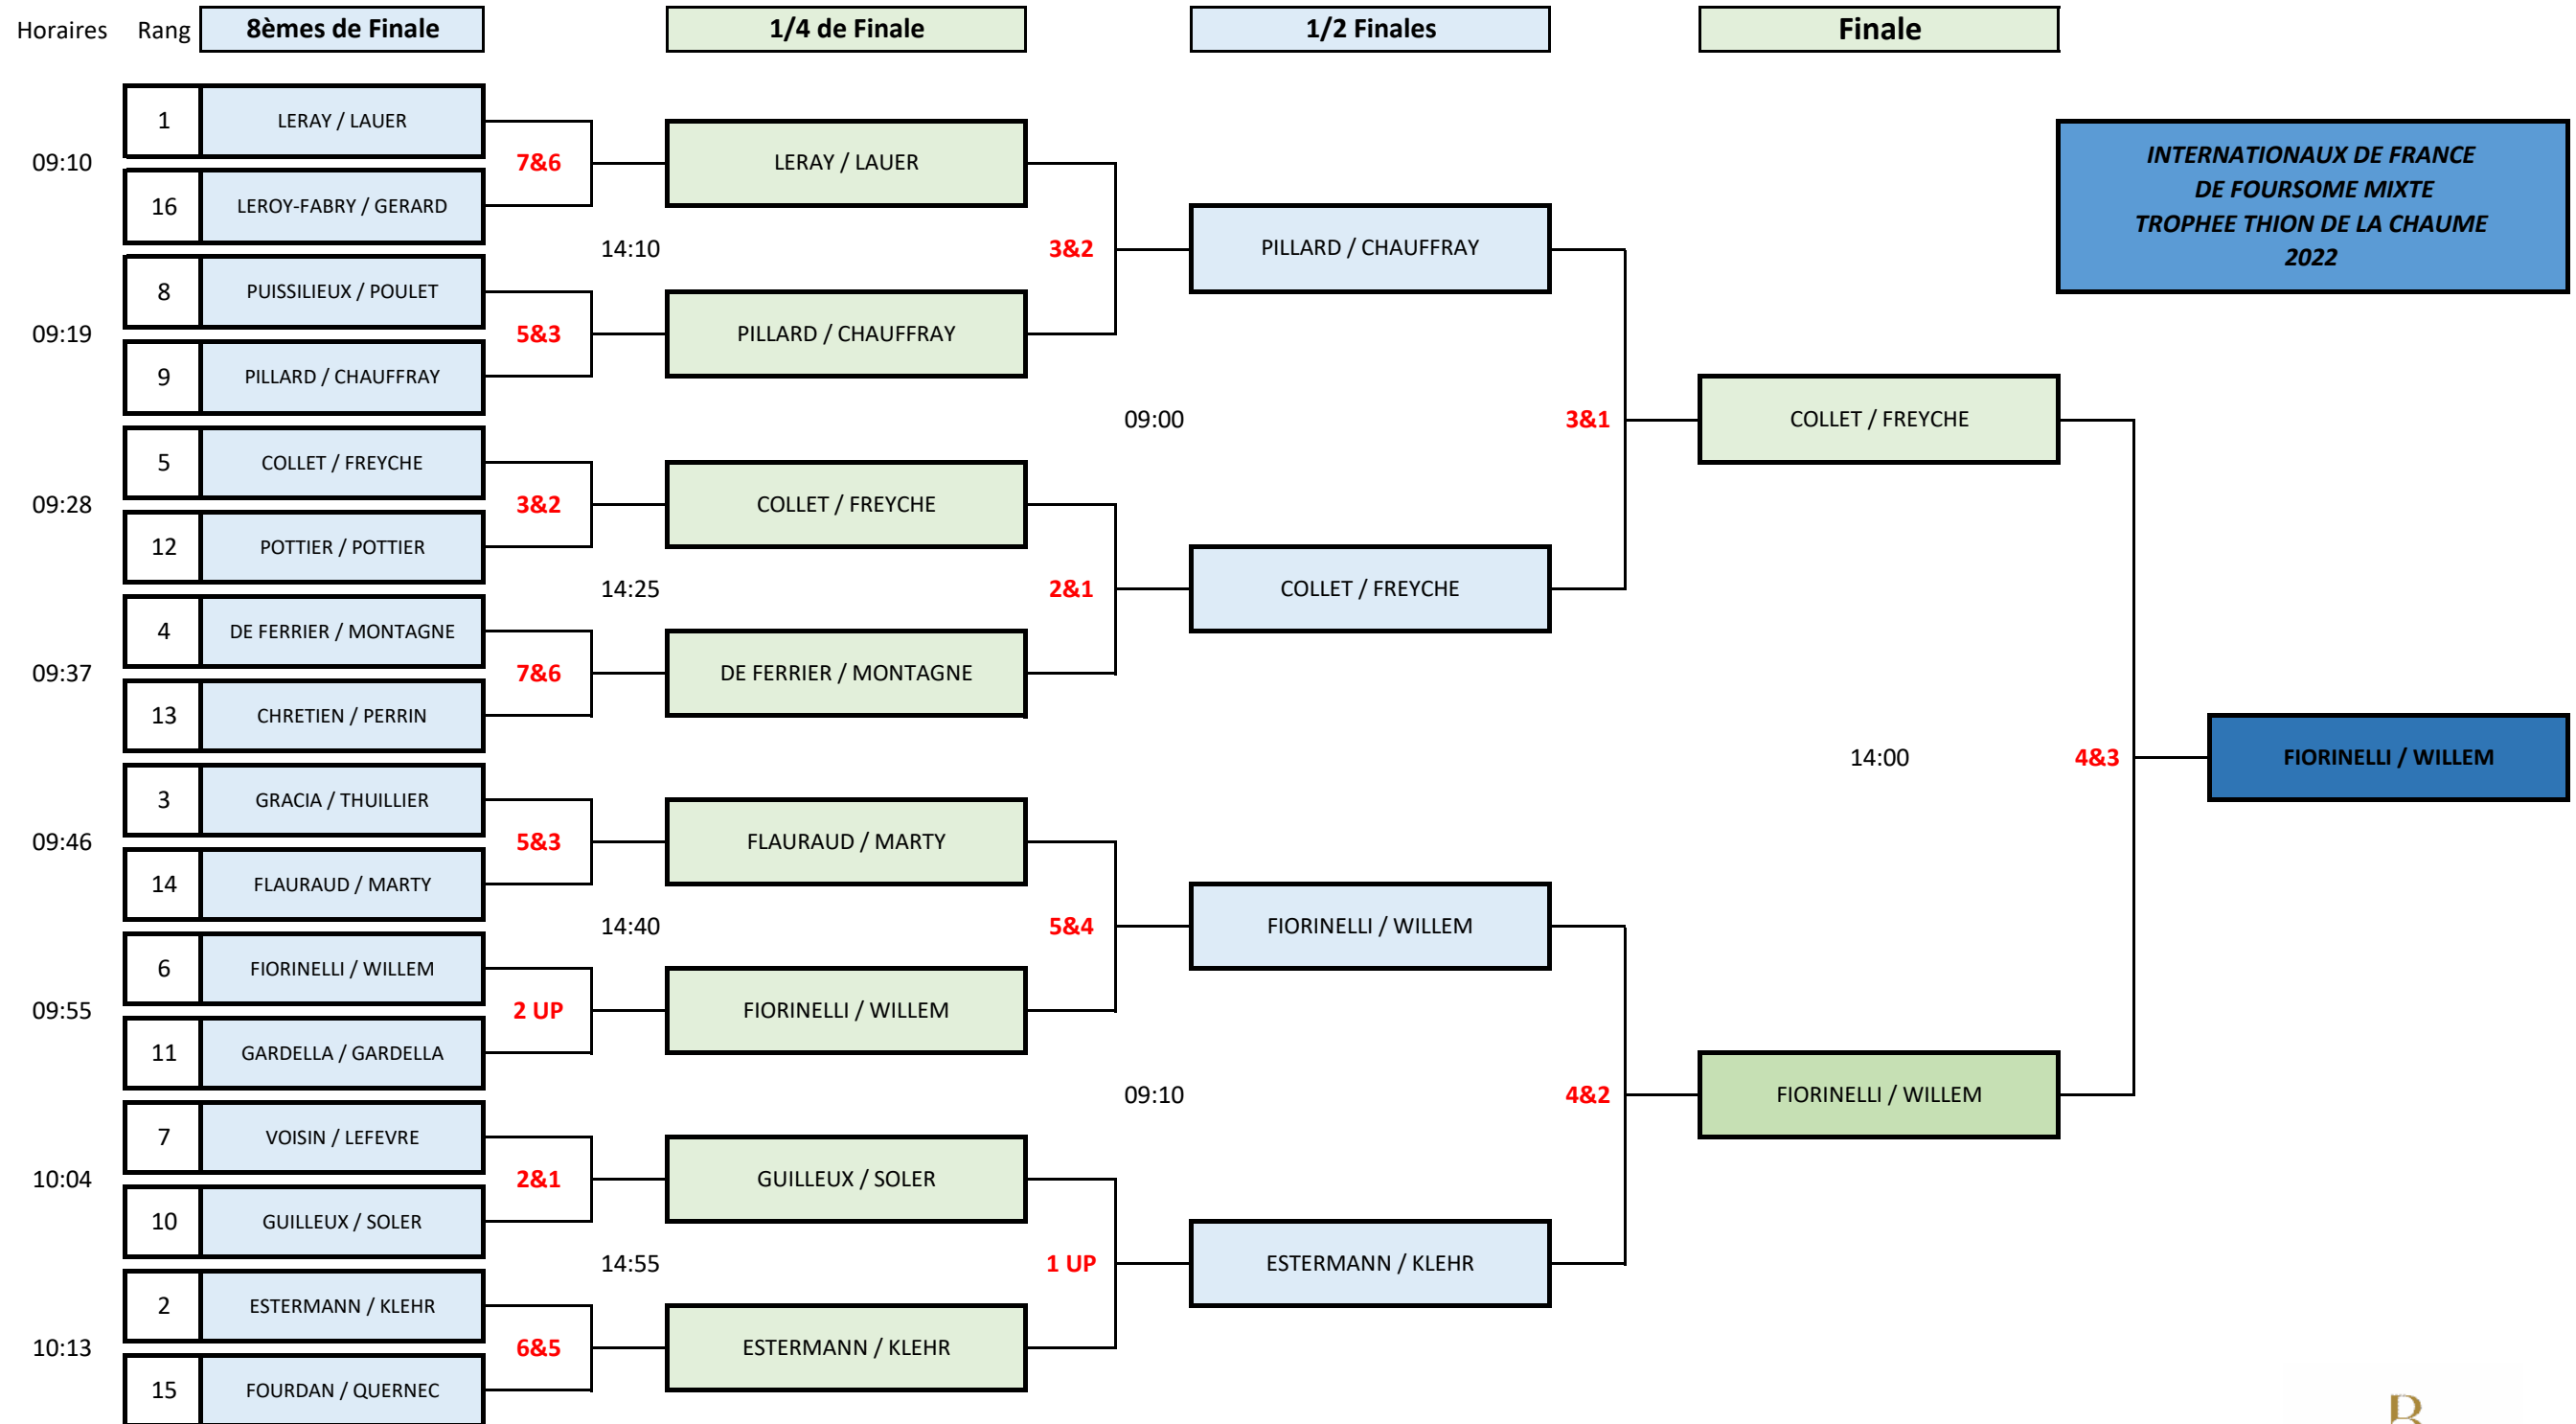 Horaires Rang 8èmes de Finale 1/4 de Finale 1/2 Finales Finale
1 LERAY / LAUER
09:10 7&6 LERAY / LAUER
16 LEROY-FABRY / GERARD
14:10 3&2 PILLARD / CHAUFFRAY
8 PUISSILIEUX / POULET
09:19 5&3 PILLARD / CHAUFFRAY
9 PILLARD / CHAUFFRAY
INTERNATIONAUX DE FRANCE
DE FOURSOME MIXTE
TROPHEE THION DE LA CHAUME
2022
09:00 3&1 COLLET / FREYCHE
5 COLLET / FREYCHE
09:28 3&2 COLLET / FREYCHE
12 POTTIER / POTTIER
14:25 2&1 COLLET / FREYCHE
4 DE FERRIER / MONTAGNE
09:37 7&6 DE FERRIER / MONTAGNE
13 CHRETIEN / PERRIN
14:00 4&3 FIORINELLI / WILLEM
3 GRACIA / THUILLIER
09:46 5&3 FLAURAUD / MARTY
14 FLAURAUD / MARTY
14:40 5&4 FIORINELLI / WILLEM
6 FIORINELLI / WILLEM
09:55 2 UP FIORINELLI / WILLEM
11 GARDELLA / GARDELLA
09:10 4&2 FIORINELLI / WILLEM
7 VOISIN / LEFEVRE
10:04 2&1 GUILLEUX / SOLER
10 GUILLEUX / SOLER
14:55 1 UP ESTERMANN / KLEHR
2 ESTERMANN / KLEHR
10:13 6&5 ESTERMANN / KLEHR
15 FOURDAN / QUERNEC